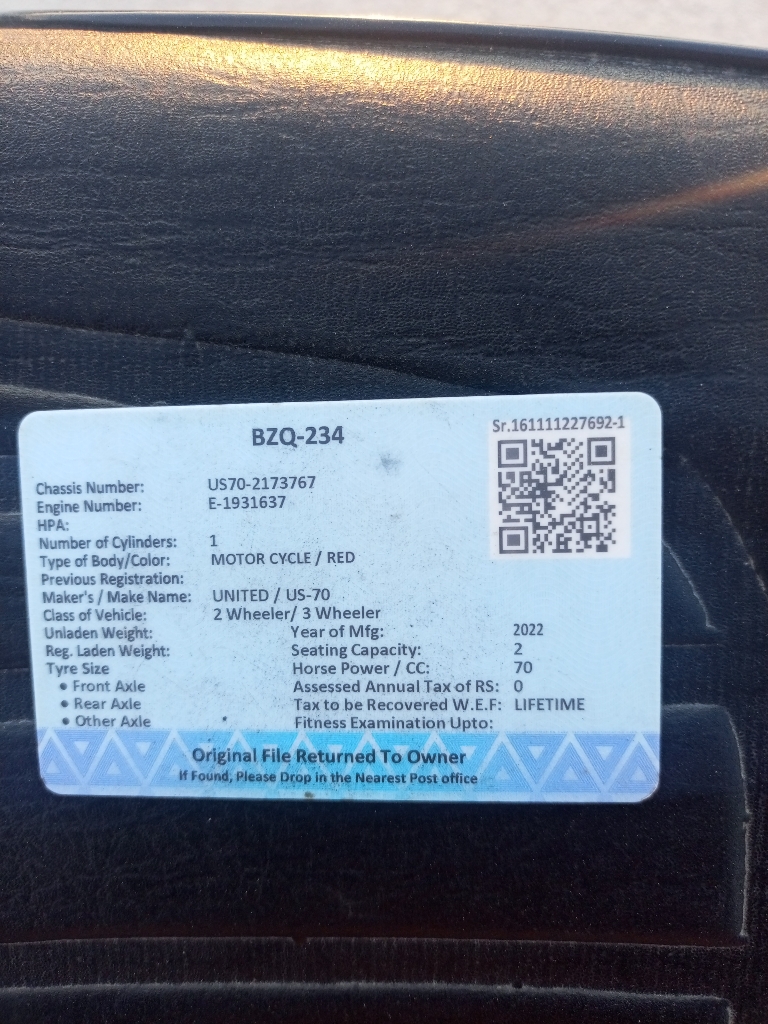 BZQ-234
Sr.161111227692-1
Chassis Number: US70-2173767
Engine Number: E-1931637
HPA:
Number of Cylinders: 1
Type of Body/Color: MOTOR CYCLE / RED
Previous Registration:
Maker's / Make Name: UNITED / US-70
Class of Vehicle: 2 Wheeler/ 3 Wheeler
Unladen Weight: Year of Mfg: 2022
Reg. Laden Weight: Seating Capacity: 2
Tyre Size Horse Power / CC: 70
• Front Axle Assessed Annual Tax of RS: 0
• Rear Axle Tax to be Recovered W.E.F: LIFETIME
• Other Axle Fitness Examination Upto:
Original File Returned To Owner
If Found, Please Drop in the Nearest Post office